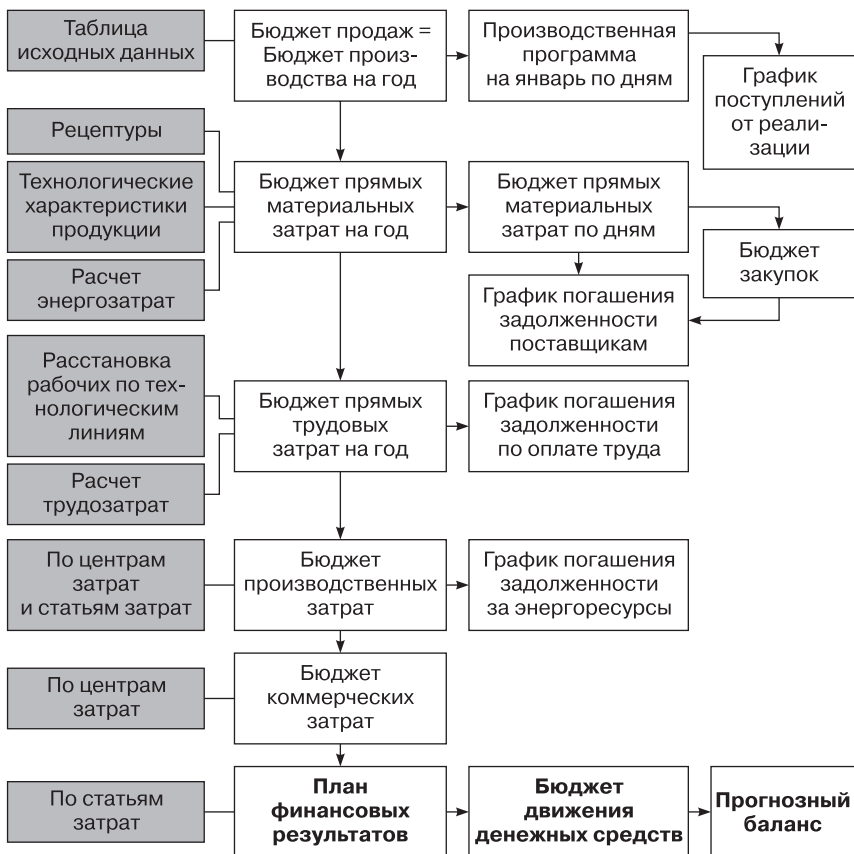 Таблица
исходных данных
Бюджет продаж =
Бюджет произ-
водства на год
Производственная
программа
на январь по дням
График
поступлений
от реали-
зации
Рецептуры
Технологические
характеристики
продукции
Расчет
энергозатрат
Бюджет прямых
материальных
затрат на год
Бюджет прямых
материальных
затрат по дням
Бюджет
закупок
График погашения
задолженности
поставщикам
Расстановка
рабочих по тех-
нологическим
линиям
Расчет
трудозатрат
Бюджет прямых
трудовых
затрат на год
График погашения
задолженности
по оплате труда
По центрам
затрат
и статьям затрат
Бюджет
производственных
затрат
График погашения
задолженности
за энергоресурсы
По центрам
затрат
Бюджет
коммерческих
затрат
По статьям
затрат
План
финансовых
результатов
Бюджет
движения
денежных средств
Прогнозный
баланс